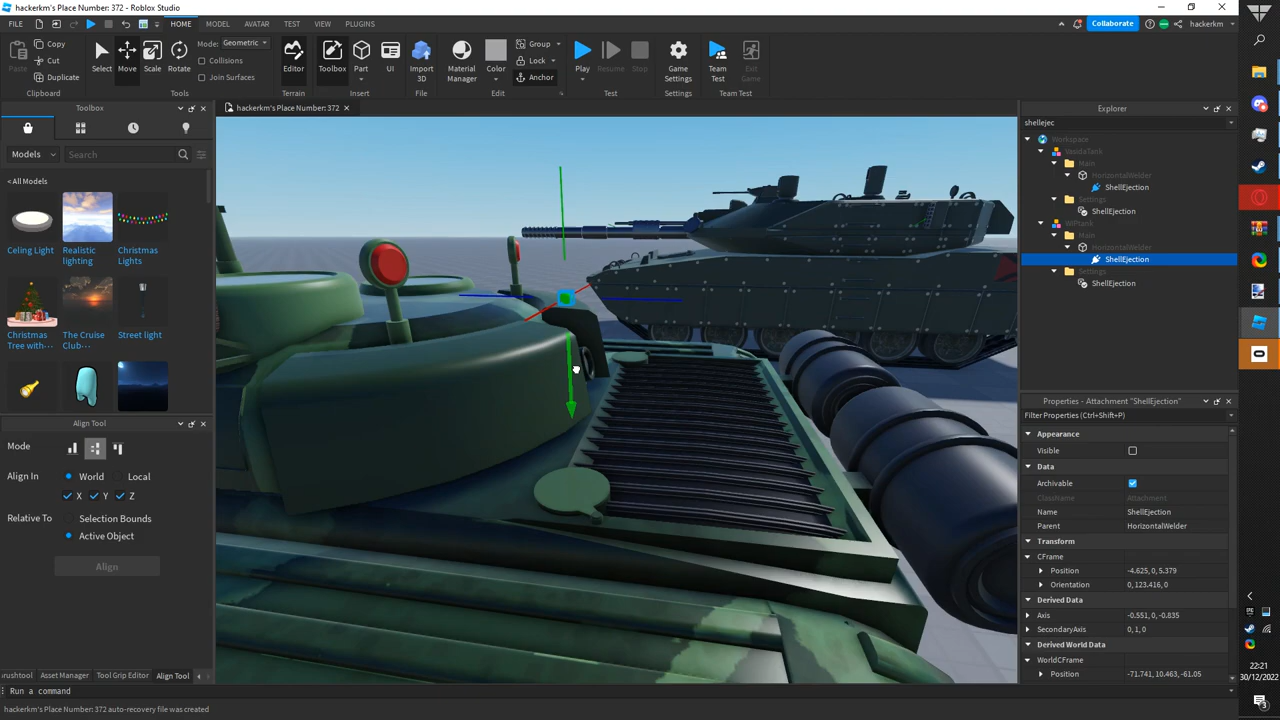 hackerkm's Place Number: 372 - Roblox Studio
FILE
HOME
MODEL
AVATAR
TEST
VIEW
PLUGINS
Collaborate
hackerkm
Paste
Copy
Cut
Duplicate
Clipboard
Select
Move
Scale
Rotate
Mode: Geometric
Collisions
Join Surfaces
Tools
Editor
Terrain
Toolbox
Part
UI
Insert
Import
3D
File
Material
Manager
Color
Group
Lock
Anchor
Edit
Play
Resume
Stop
Test
Game
Settings
Settings
Team
Test
Exit
Game
Team Test
Toolbox
Models
Search
< All Models
Celing Light
Realistic
lighting
Christmas
Lights
Christmas
Tree with···
The Cruise
Club···
Street light
Align Tool
Mode
Align In
World
Local
X
Y
Z
Relative To
Selection Bounds
Active Object
Align
rushtool
Asset Manager
Tool Grip Editor
Align Tool
Run a command
hackerkm's Place Number: 372 auto-recovery file was created
hackerkm's Place Number: 372
Explorer
shellejec
Workspace
Main
HorizontalWelder
ShellEjection
Settings
ShellEjection
Main
HorizontalWelder
ShellEjection
Settings
ShellEjection
Properties - Attachment "ShellEjection"
Filter Properties (Ctrl+Shift+P)
Appearance
Visible
Data
Archivable
ClassName Attachment
Name ShellEjection
Parent HorizontalWelder
Transform
CFrame
Position -4.625, 0, 5.379
Orientation 0, 123.416, 0
Derived Data
Axis -0.551, 0, -0.835
SecondaryAxis 0, 1, 0
Derived World Data
WorldCFrame
Position -71.741, 10.463, -61.05
22:21
30/12/2022